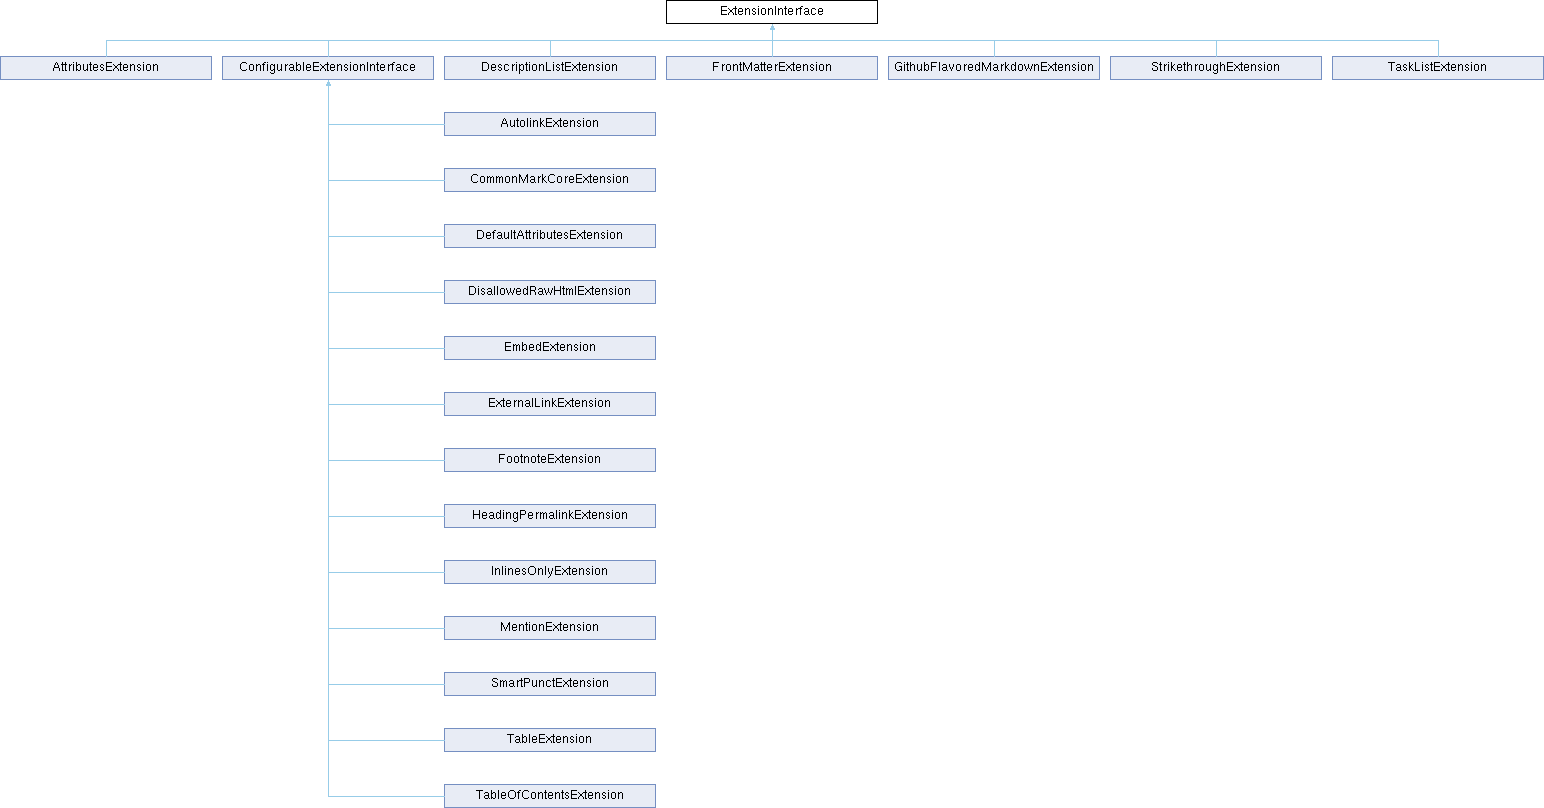 ExtensionInterface
AttributesExtension
ConfigurableExtensionInterface
DescriptionListExtension
FrontMatterExtension
GithubFlavoredMarkdownExtension
StrikethroughExtension
TaskListExtension
AutolinkExtension
CommonMarkCoreExtension
DefaultAttributesExtension
DisallowedRawHtmlExtension
EmbedExtension
ExternalLinkExtension
FootnoteExtension
HeadingPermalinkExtension
InlinesOnlyExtension
MentionExtension
SmartPunctExtension
TableExtension
TableOfContentsExtension